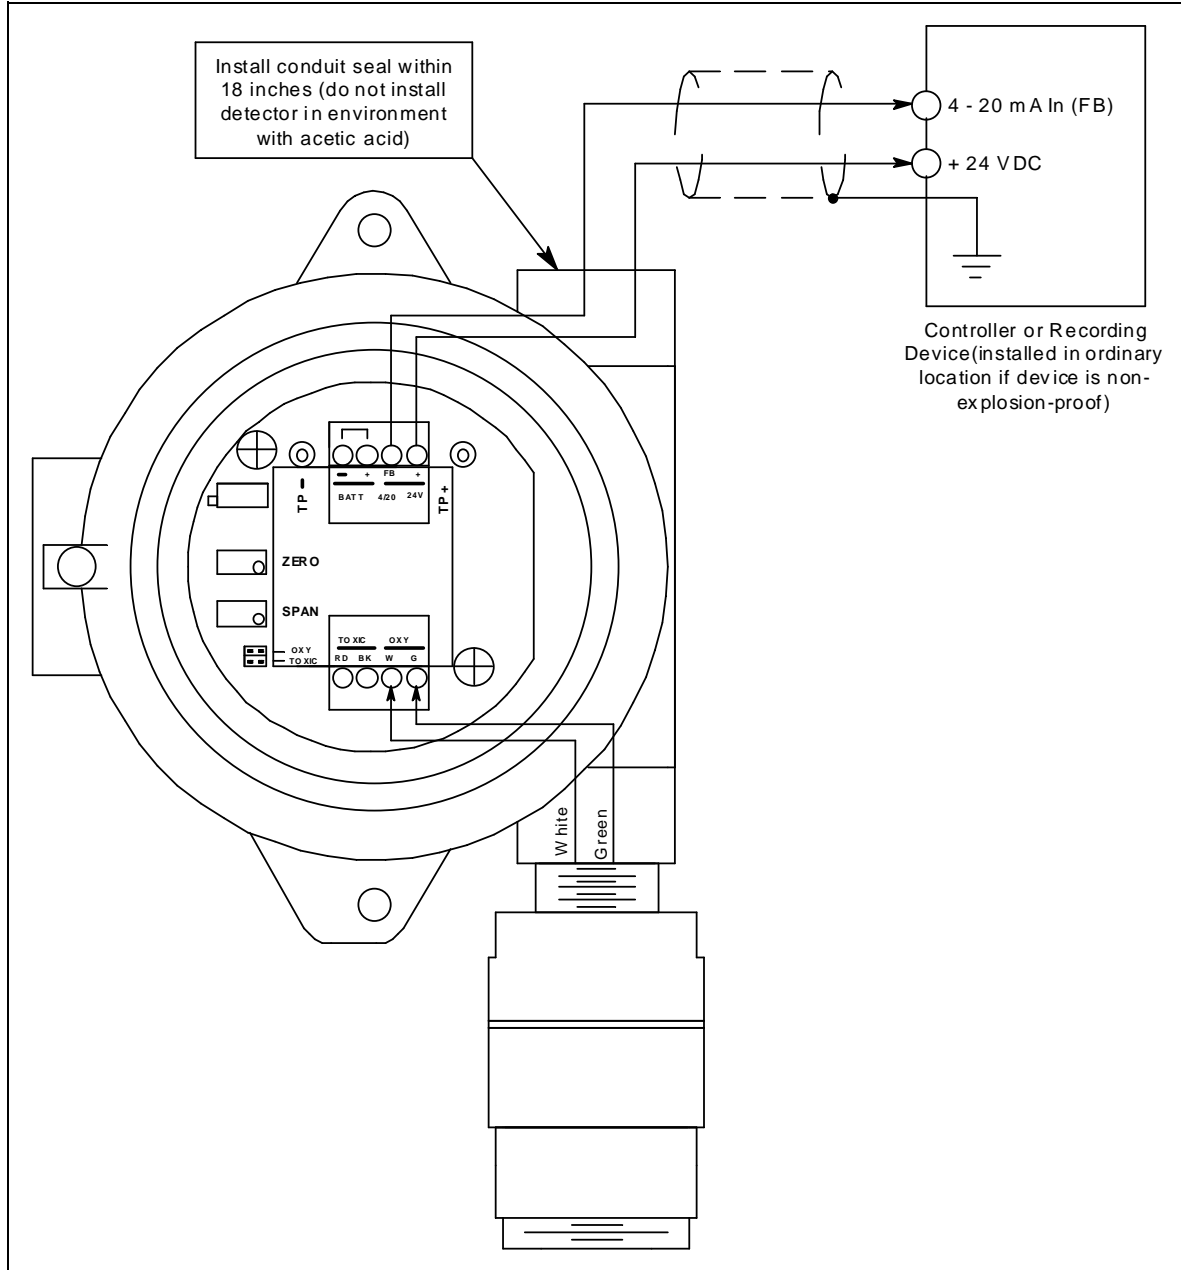 Install conduit seal within
18 inches (do not install
detector in environment
with acetic acid)
4 - 20 mA In (FB)
+ 24 VDC
Controller or Recording
Device(installed in ordinary
location if device is non-
explosion-proof)
- + FB +
BATT 4/20 24V
TP -
TP +
ZERO
SPAN
OXY
TOXIC
TOXIC OXY
RD BK W G
White
Green